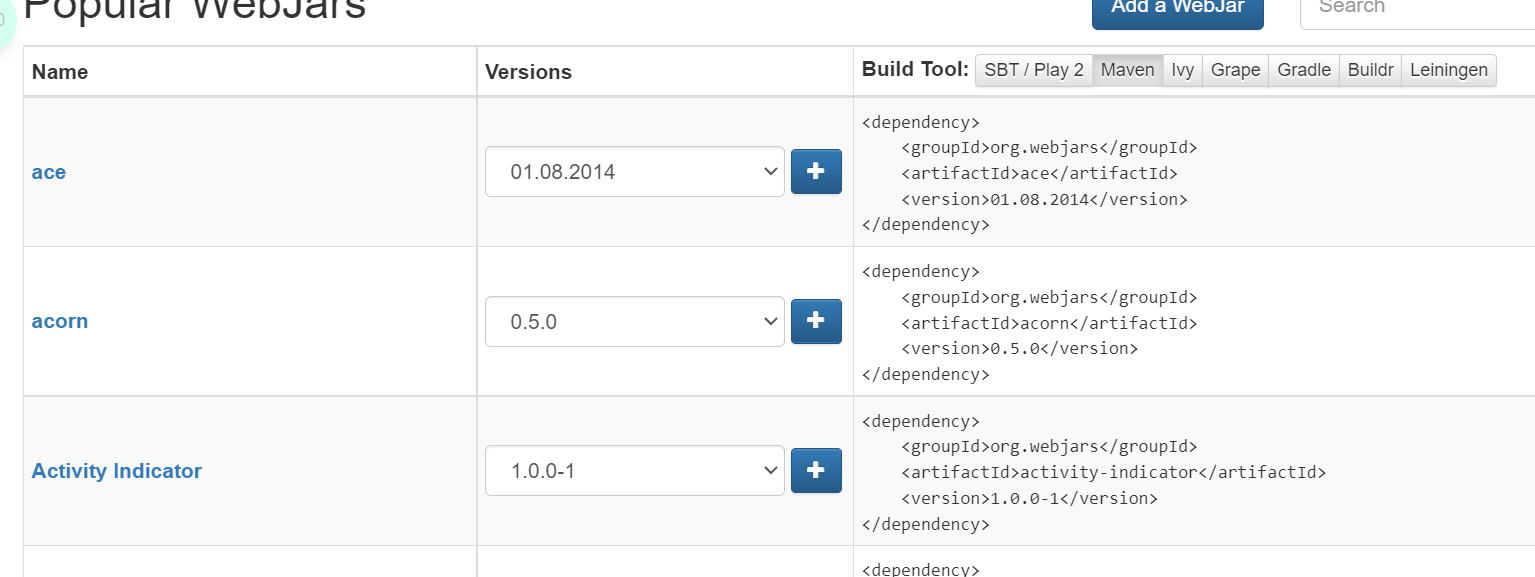 Popular WebJars
Add a WebJar
Search
Name
Versions
Build Tool: SBT / Play 2 Maven Ivy Grape Gradle Buildr Leiningen
ace
01.08.2014
<dependency>
    <groupId>org.webjars</groupId>
    <artifactId>ace</artifactId>
    <version>01.08.2014</version>
</dependency>
acorn
0.5.0
<dependency>
    <groupId>org.webjars</groupId>
    <artifactId>acorn</artifactId>
    <version>0.5.0</version>
</dependency>
Activity Indicator
1.0.0-1
<dependency>
    <groupId>org.webjars</groupId>
    <artifactId>activity-indicator</artifactId>
    <version>1.0.0-1</version>
</dependency>
<dependency>